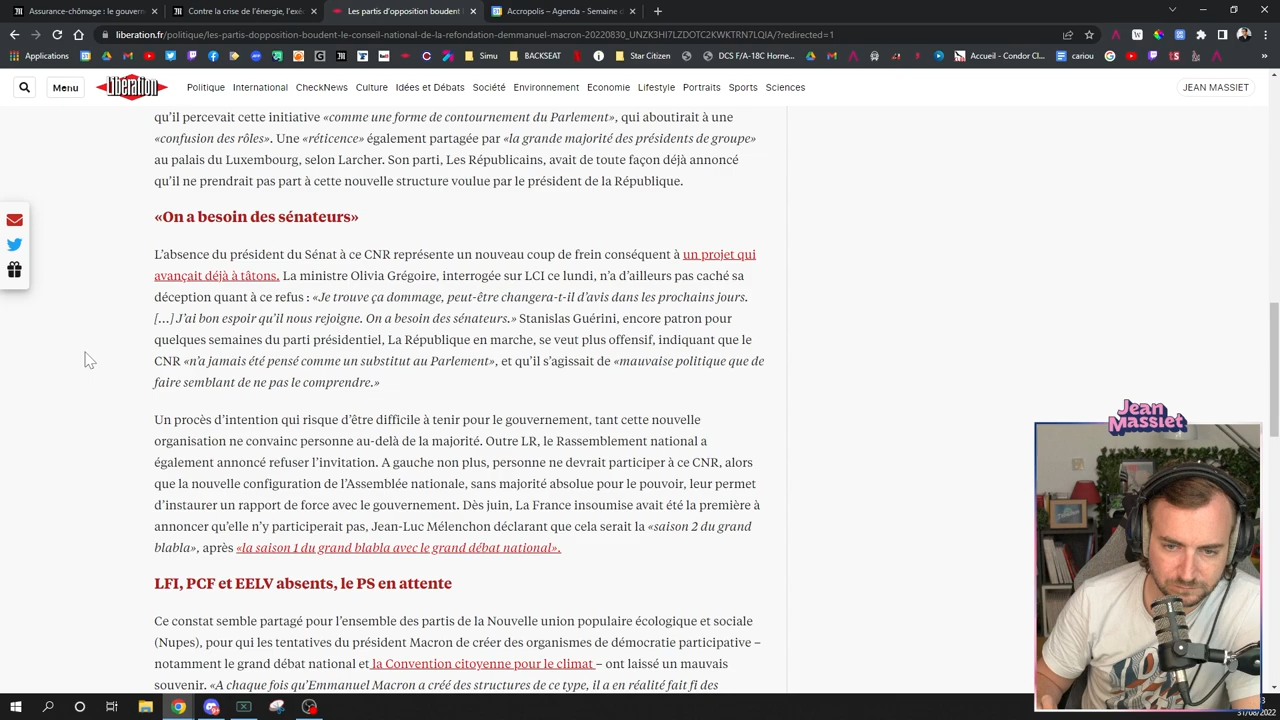 Assurance-chômage : le gouvern
Contre la crise de l'énergie, l'exé
Les partis d'opposition boudent l
Accropolis – Agenda - Semaine d
liberation.fr/politique/les-partis-dopposition-boudent-le-conseil-national-de-la-refondation-demmanuel-macron-20220830_UNZK3HI7LZDOTC2KWKTRN7LQIA/?redirected=1
Applications
Simu
BACKSEAT
Star Citizen
DCS F/A-18C Horne...
Accueil - Condor Cl...
cariou
»
Menu
Libération
Politique International CheckNews Culture Idées et Débats Société Environnement Economie Lifestyle Portraits Sports Sciences
JEAN MASSIET
qu'il percevait cette initiative «comme une forme de contournement du Parlement», qui aboutirait à une
«confusion des rôles». Une «réticence» également partagée par «la grande majorité des présidents de groupe»
au palais du Luxembourg, selon Larcher. Son parti, Les Républicains, avait de toute façon déjà annoncé
qu'il ne prendrait pas part à cette nouvelle structure voulue par le président de la République.
«On a besoin des sénateurs»
L'absence du président du Sénat à ce CNR représente un nouveau coup de frein conséquent à un projet qui
avançait déjà à tâtons. La ministre Olivia Grégoire, interrogée sur LCI ce lundi, n'a d'ailleurs pas caché sa
déception quant à ce refus : «Je trouve ça dommage, peut-être changera-t-il d'avis dans les prochains jours.
[…] J'ai bon espoir qu'il nous rejoigne. On a besoin des sénateurs.» Stanislas Guérini, encore patron pour
quelques semaines du parti présidentiel, La République en marche, se veut plus offensif, indiquant que le
CNR «n'a jamais été pensé comme un substitut au Parlement», et qu'il s'agissait de «mauvaise politique que de
faire semblant de ne pas le comprendre.»
Un procès d'intention qui risque d'être difficile à tenir pour le gouvernement, tant cette nouvelle
organisation ne convainc personne au-delà de la majorité. Outre LR, le Rassemblement national a
également annoncé refuser l'invitation. A gauche non plus, personne ne devrait participer à ce CNR, alors
que la nouvelle configuration de l'Assemblée nationale, sans majorité absolue pour le pouvoir, leur permet
d'instaurer un rapport de force avec le gouvernement. Dès juin, La France insoumise avait été la première à
annoncer qu'elle n'y participerait pas, Jean-Luc Mélenchon déclarant que cela serait la «saison 2 du grand
blabla», après «la saison 1 du grand blabla avec le grand débat national».
Jean
Massiet
LFI, PCF et EELV absents, le PS en attente
Ce constat semble partagé pour l'ensemble des partis de la Nouvelle union populaire écologique et sociale
(Nupes), pour qui les tentatives du président Macron de créer des organismes de démocratie participative –
notamment le grand débat national et la Convention citoyenne pour le climat – ont laissé un mauvais
souvenir. «A chaque fois qu'Emmanuel Macron a créé des structures de ce type, il a en réalité fait fi des
31/08/2022